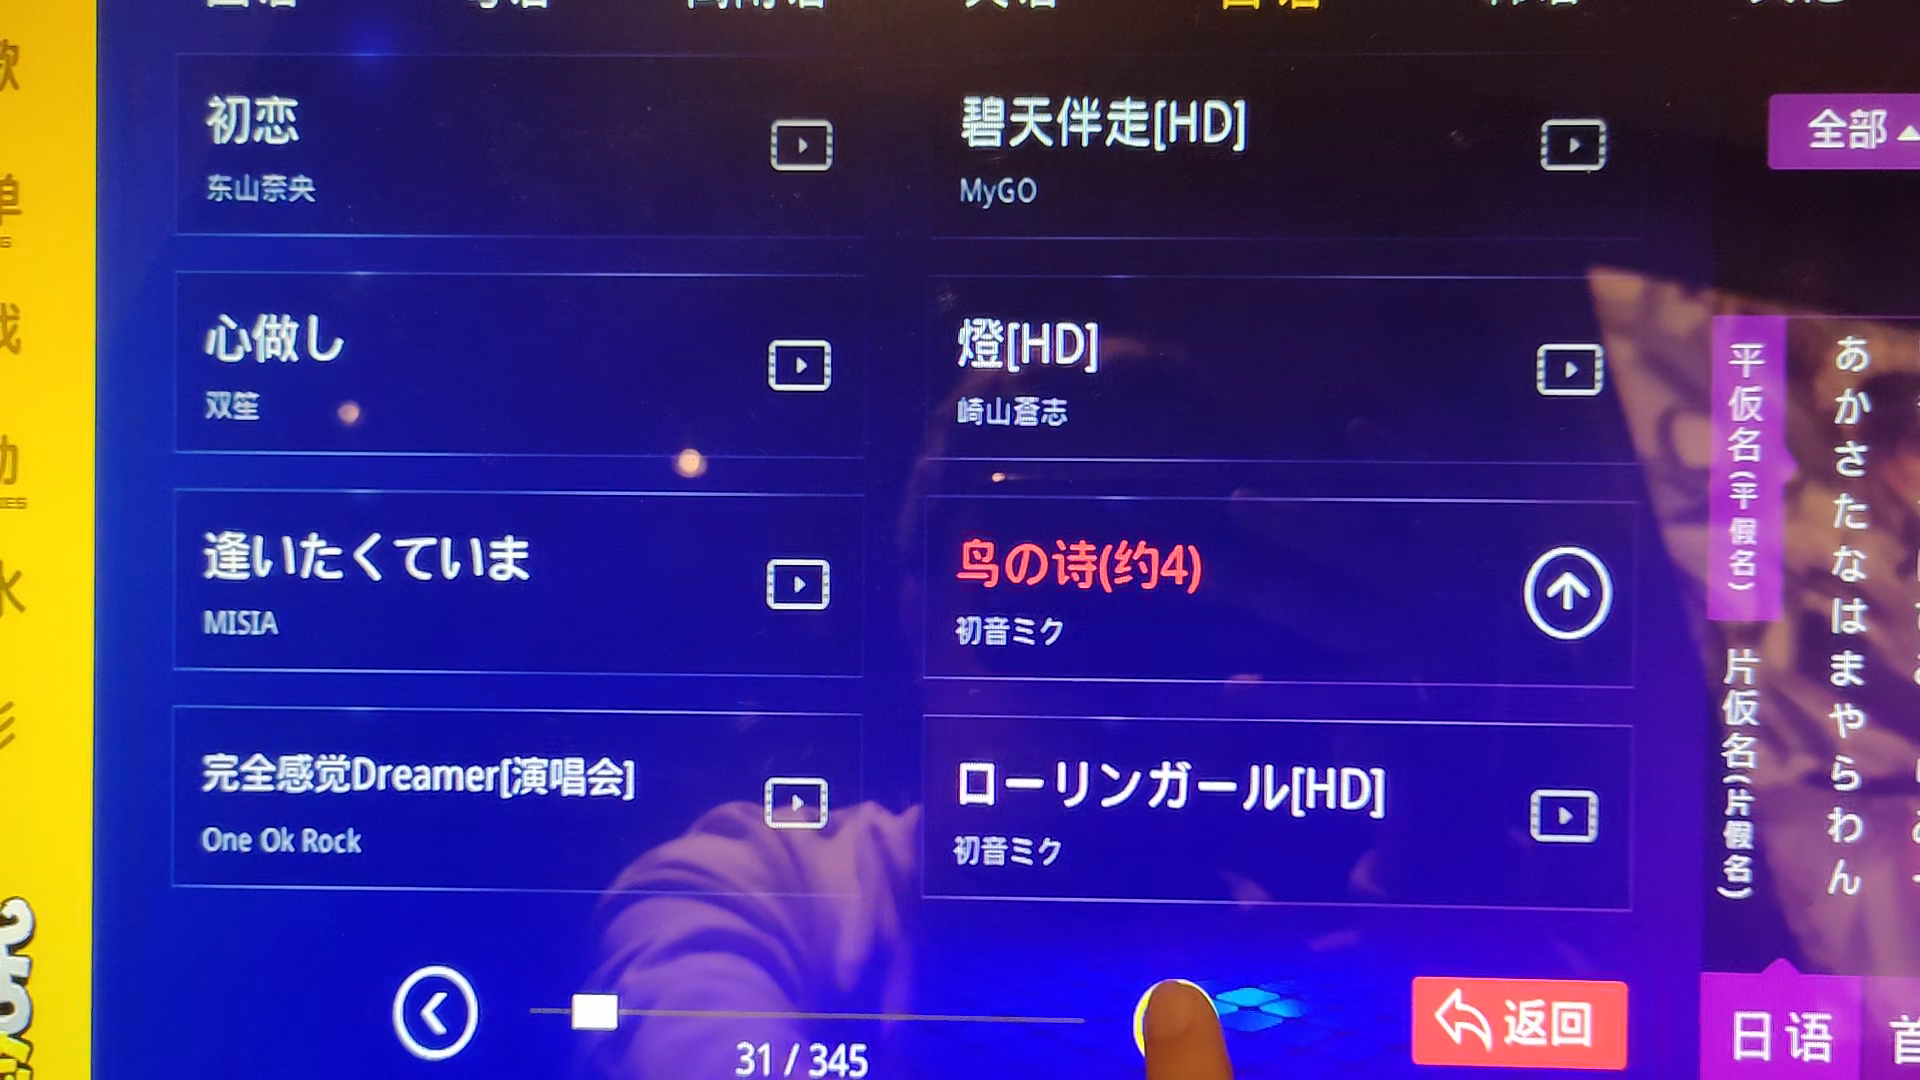 初恋
东山奈央
碧天伴走[HD]
MyGO
心做し
双笙
燈[HD]
崎山蒼志
逢いたくていま
MISIA
鸟の诗(约4)
初音ミク
完全感觉Dreamer[演唱会]
One Ok Rock
ローリンガール[HD]
初音ミク
31 / 345
返回
全部
平仮名(平假名)
片仮名(片假名)
あかさたなはまやらわん
日语